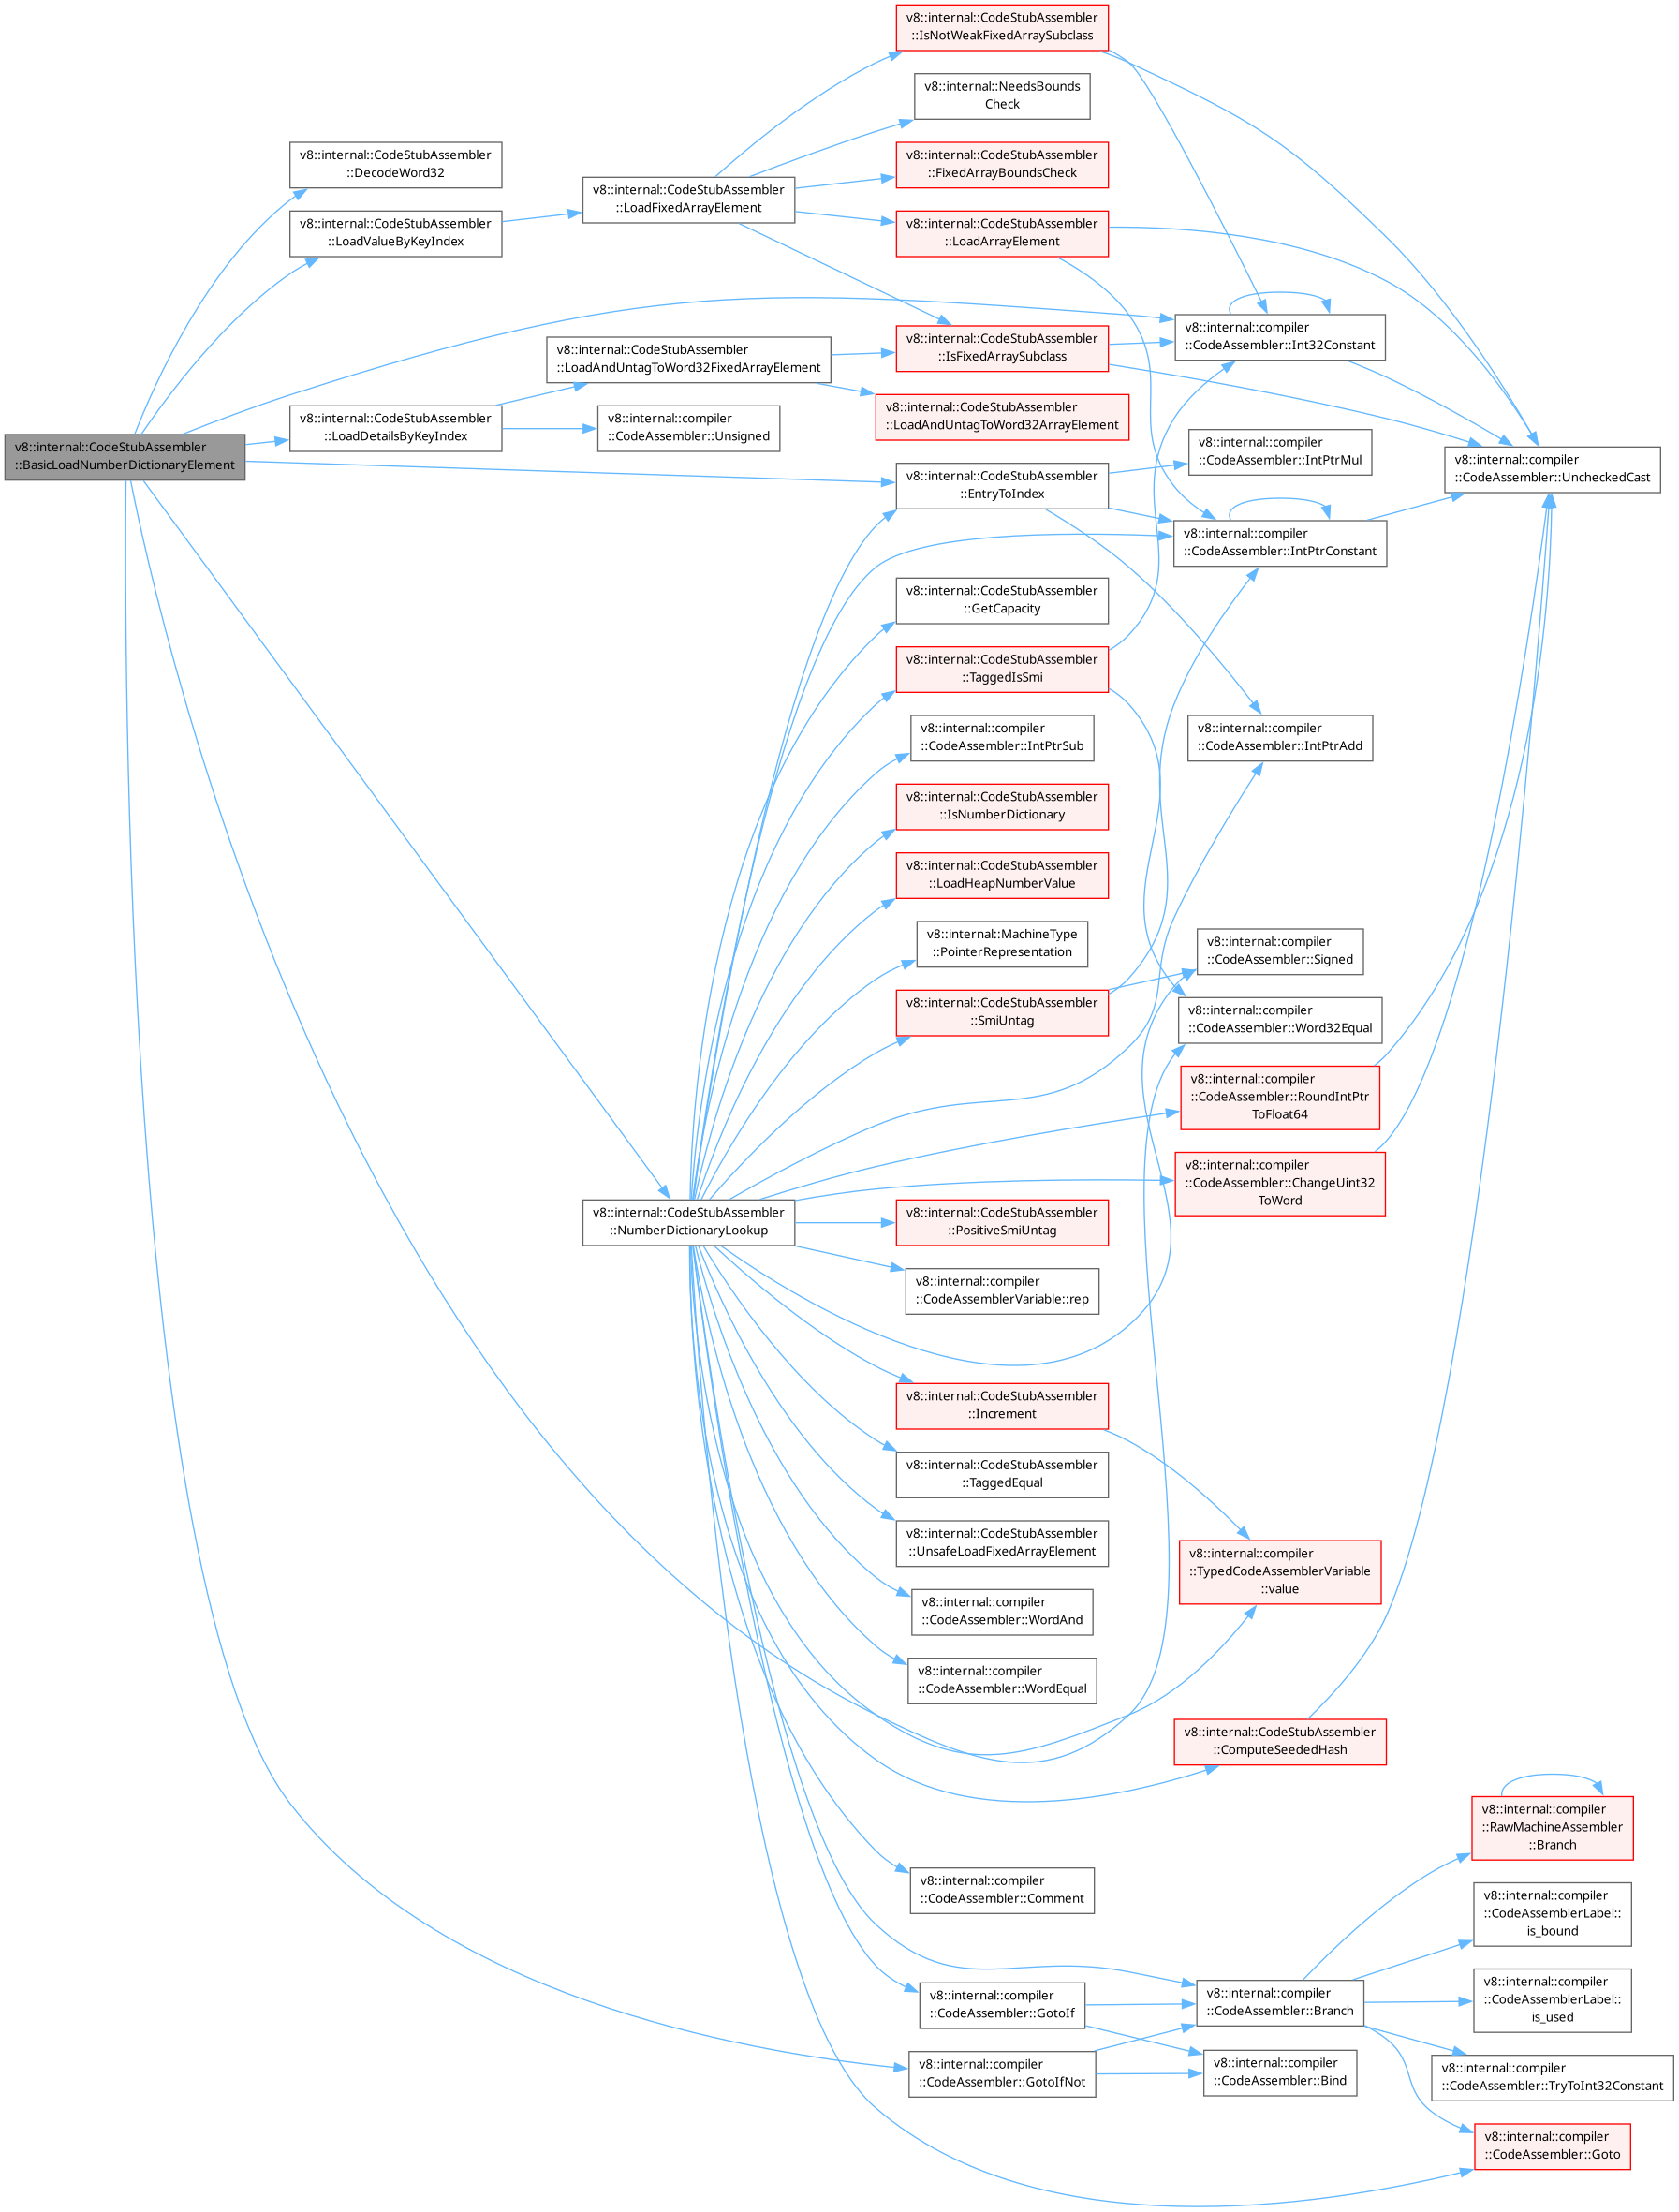 v8::internal::CodeStubAssembler
::BasicLoadNumberDictionaryElement
v8::internal::CodeStubAssembler
::DecodeWord32
v8::internal::CodeStubAssembler
::LoadValueByKeyIndex
v8::internal::CodeStubAssembler
::LoadDetailsByKeyIndex
v8::internal::CodeStubAssembler
::LoadFixedArrayElement
v8::internal::CodeStubAssembler
::LoadAndUntagToWord32FixedArrayElement
v8::internal::compiler
::CodeAssembler::Unsigned
v8::internal::CodeStubAssembler
::NumberDictionaryLookup
v8::internal::CodeStubAssembler
::IsNotWeakFixedArraySubclass
v8::internal::NeedsBounds
Check
v8::internal::CodeStubAssembler
::FixedArrayBoundsCheck
v8::internal::CodeStubAssembler
::LoadArrayElement
v8::internal::CodeStubAssembler
::IsFixedArraySubclass
v8::internal::CodeStubAssembler
::LoadAndUntagToWord32ArrayElement
v8::internal::CodeStubAssembler
::EntryToIndex
v8::internal::CodeStubAssembler
::GetCapacity
v8::internal::CodeStubAssembler
::TaggedIsSmi
v8::internal::compiler
::CodeAssembler::IntPtrSub
v8::internal::CodeStubAssembler
::IsNumberDictionary
v8::internal::CodeStubAssembler
::LoadHeapNumberValue
v8::internal::MachineType
::PointerRepresentation
v8::internal::CodeStubAssembler
::SmiUntag
v8::internal::CodeStubAssembler
::PositiveSmiUntag
v8::internal::compiler
::CodeAssemblerVariable::rep
v8::internal::CodeStubAssembler
::Increment
v8::internal::CodeStubAssembler
::TaggedEqual
v8::internal::CodeStubAssembler
::UnsafeLoadFixedArrayElement
v8::internal::compiler
::CodeAssembler::WordAnd
v8::internal::compiler
::CodeAssembler::WordEqual
v8::internal::compiler
::CodeAssembler::Comment
v8::internal::compiler
::CodeAssembler::GotoIf
v8::internal::compiler
::CodeAssembler::GotoIfNot
v8::internal::compiler
::CodeAssembler::Int32Constant
v8::internal::compiler
::CodeAssembler::IntPtrMul
v8::internal::compiler
::CodeAssembler::IntPtrConstant
v8::internal::compiler
::CodeAssembler::IntPtrAdd
v8::internal::compiler
::CodeAssembler::Signed
v8::internal::compiler
::CodeAssembler::Word32Equal
v8::internal::compiler
::CodeAssembler::RoundIntPtr
ToFloat64
v8::internal::compiler
::CodeAssembler::ChangeUint32
ToWord
v8::internal::compiler
::TypedCodeAssemblerVariable
::value
v8::internal::CodeStubAssembler
::ComputeSeededHash
v8::internal::compiler
::CodeAssembler::Branch
v8::internal::compiler
::CodeAssembler::Bind
v8::internal::compiler
::CodeAssembler::UncheckedCast
v8::internal::compiler
::RawMachineAssembler
::Branch
v8::internal::compiler
::CodeAssemblerLabel::
is_bound
v8::internal::compiler
::CodeAssemblerLabel::
is_used
v8::internal::compiler
::CodeAssembler::TryToInt32Constant
v8::internal::compiler
::CodeAssembler::Goto